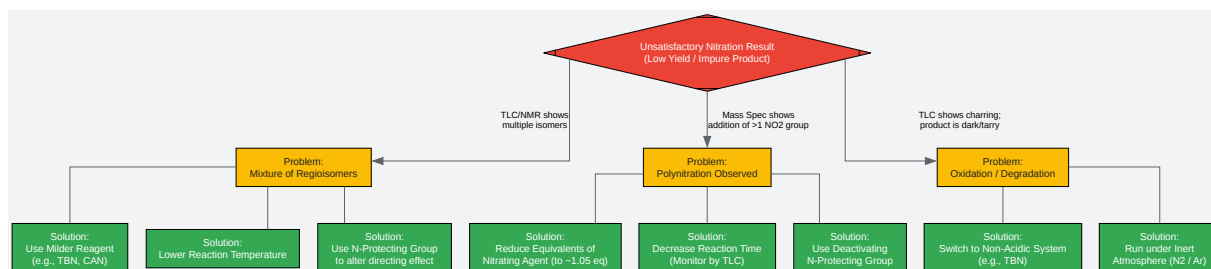 Unsatisfactory Nitration Result
(Low Yield / Impure Product)
TLC/NMR shows
multiple isomers
Mass Spec shows
addition of >1 NO2 group
TLC shows charring;
product is dark/tarry
Problem:
Mixture of Regioisomers
Problem:
Polynitration Observed
Problem:
Oxidation / Degradation
Solution:
Use Milder Reagent
(e.g., TBN, CAN)
Solution:
Lower Reaction Temperature
Solution:
Use N-Protecting Group
to alter directing effect
Solution:
Reduce Equivalents of
Nitrating Agent (to ~1.05 eq)
Solution:
Decrease Reaction Time
(Monitor by TLC)
Solution:
Use Deactivating
N-Protecting Group
Solution:
Switch to Non-Acidic System
(e.g., TBN)
Solution:
Run under Inert
Atmosphere (N2 / Ar)